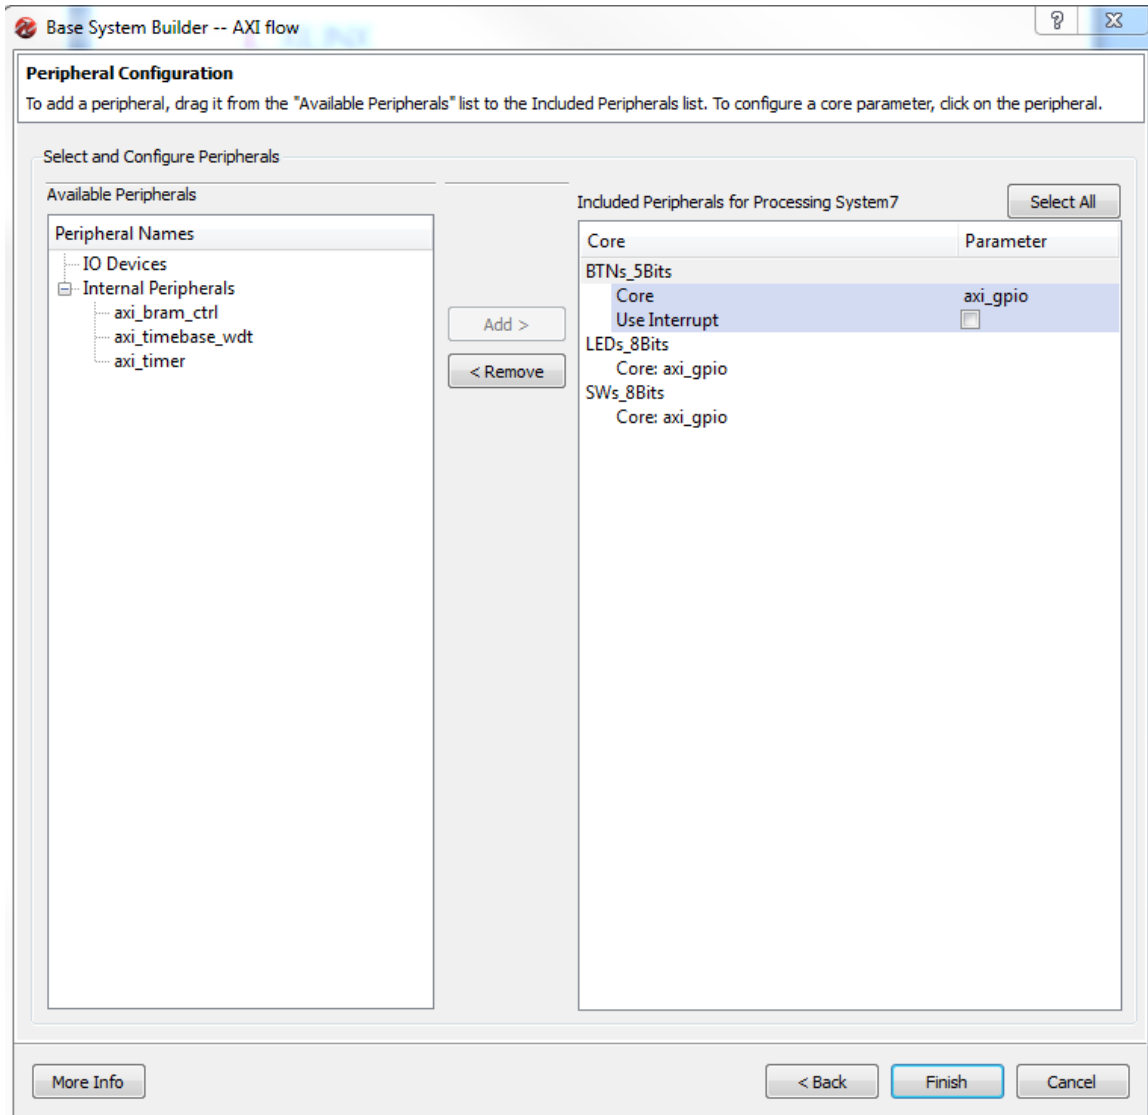 Base System Builder -- AXI flow
Peripheral Configuration
To add a peripheral, drag it from the "Available Peripherals" list to the Included Peripherals list. To configure a core parameter, click on the peripheral.
Select and Configure Peripherals
Available Peripherals
Peripheral Names
IO Devices
Internal Peripherals
axi_bram_ctrl
axi_timebase_wdt
axi_timer
Add >
< Remove
Included Peripherals for Processing System7
Select All
Core Parameter
BTNs_5Bits
Core axi_gpio
Use Interrupt
LEDs_8Bits
Core: axi_gpio
SWs_8Bits
Core: axi_gpio
More Info
< Back
Finish
Cancel